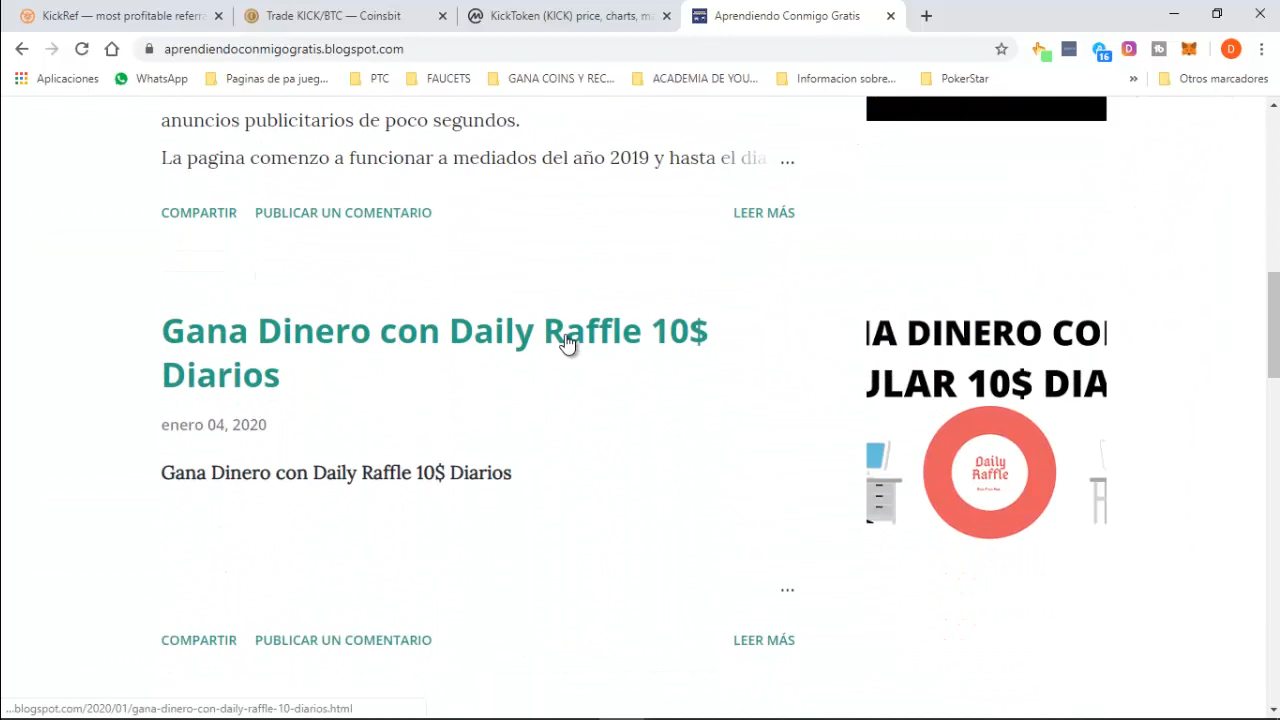 KickRef — most profitable referra
Trade KICK/BTC — Coinsbit
KickToken (KICK) price, charts, ma
Aprendiendo Conmigo Gratis
aprendiendoconmigogratis.blogspot.com
16
D
Aplicaciones
WhatsApp
Paginas de pa jueg...
PTC
FAUCETS
GANA COINS Y REC...
ACADEMIA DE YOU...
Informacion sobre...
PokerStar
»
Otros marcadores
anuncios publicitarios de poco segundos.
La pagina comenzo a funcionar a mediados del año 2019 y hasta el dia ...
COMPARTIR PUBLICAR UN COMENTARIO LEER MÁS
Gana Dinero con Daily Raffle 10$
Diarios
enero 04, 2020
Gana Dinero con Daily Raffle 10$ Diarios
...
IA DINERO CO
ULAR 10$ DIA
Daily
Raffle
COMPARTIR PUBLICAR UN COMENTARIO LEER MÁS
...blogspot.com/2020/01/gana-dinero-con-daily-raffle-10-diarios.html